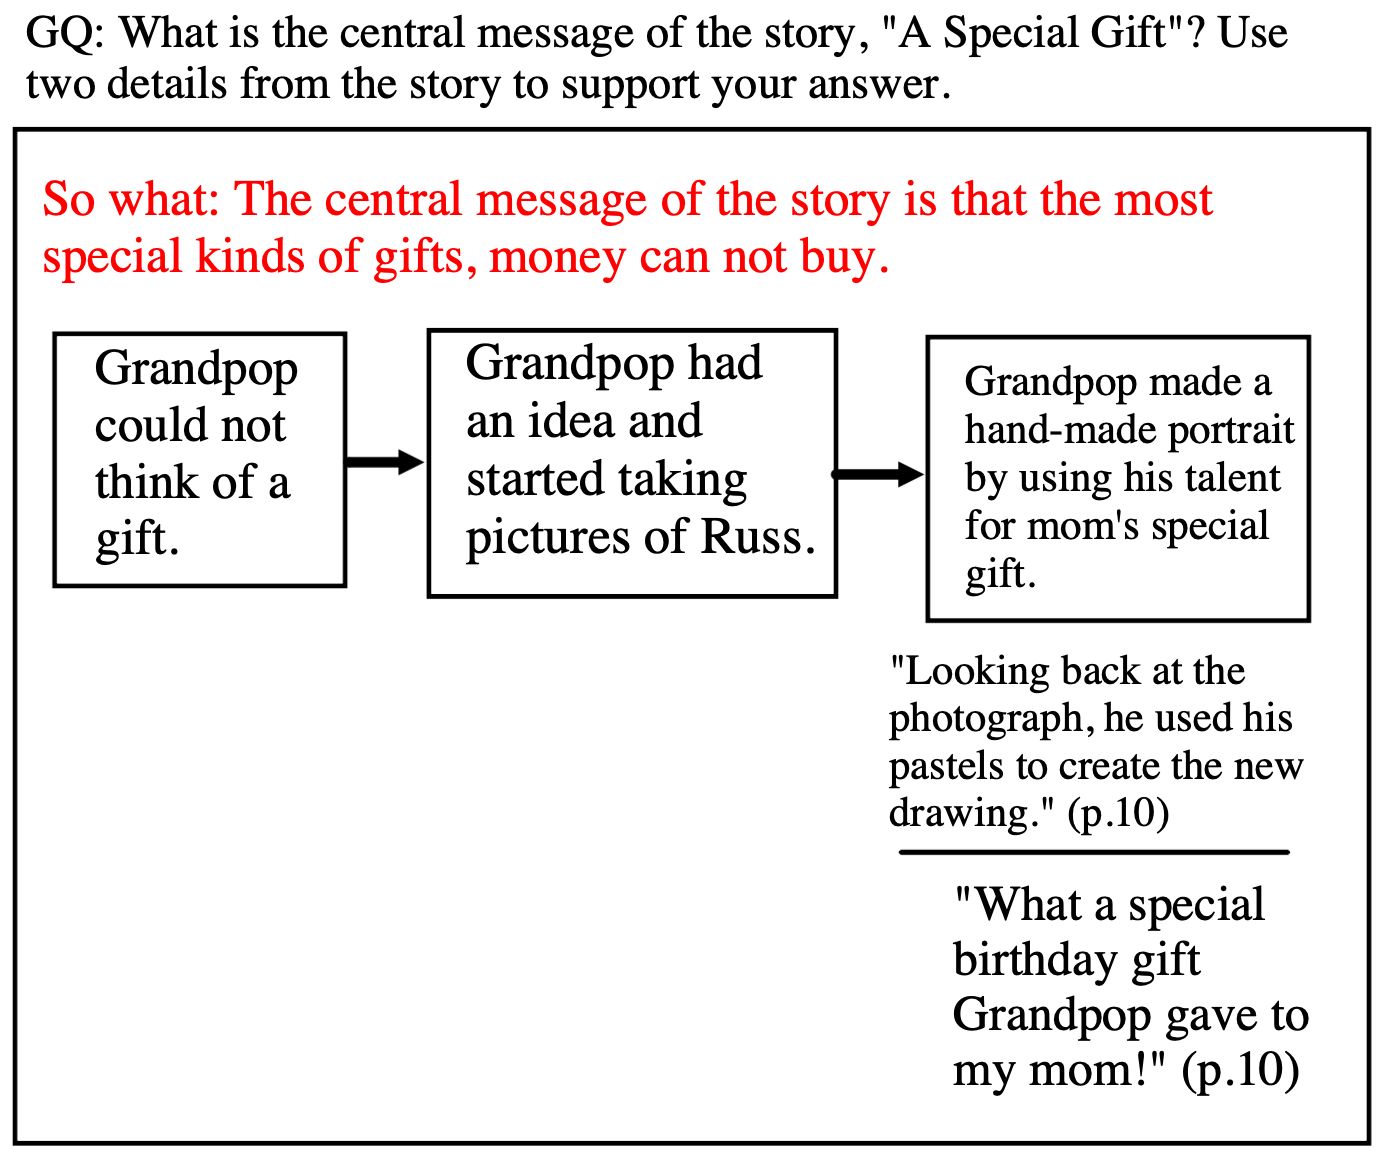 GQ: What is the central message of the story, "A Special Gift"? Use
two details from the story to support your answer.
So what: The central message of the story is that the most
special kinds of gifts, money can not buy.
Grandpop
could not
think of a
gift.
Grandpop had
an idea and
started taking
pictures of Russ.
Grandpop made a
hand-made portrait
by using his talent
for mom's special
gift.
"Looking back at the
photograph, he used his
pastels to create the new
drawing." (p.10)
"What a special
birthday gift
Grandpop gave to
my mom!" (p.10)